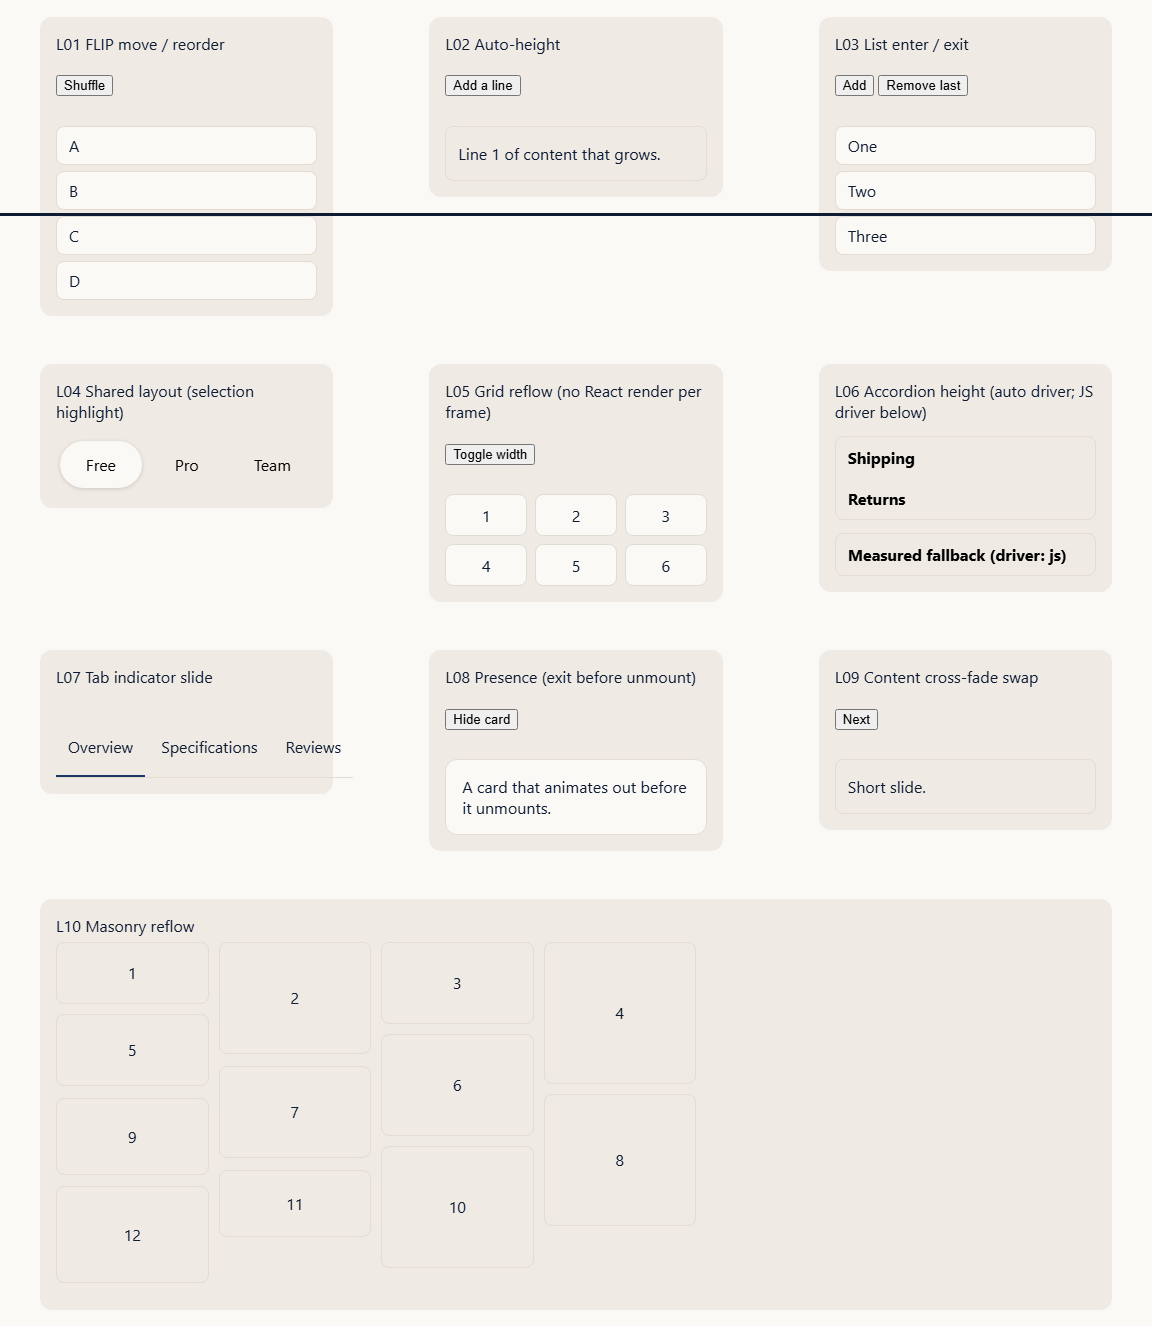 L01 FLIP move / reorder
Shuffle
A
B
C
D
L02 Auto-height
Add a line
Line 1 of content that grows.
L03 List enter / exit
Add Remove last
One
Two
Three
L04 Shared layout (selection
highlight)
Free Pro Team
L05 Grid reflow (no React render per
frame)
Toggle width
1 2 3
4 5 6
L06 Accordion height (auto driver; JS
driver below)
Shipping
Returns
Measured fallback (driver: js)
L07 Tab indicator slide
Overview Specifications Reviews
L08 Presence (exit before unmount)
Hide card
A card that animates out before
it unmounts.
L09 Content cross-fade swap
Next
Short slide.
L10 Masonry reflow
1
2
3
4
5
6
7
8
9
10
11
12